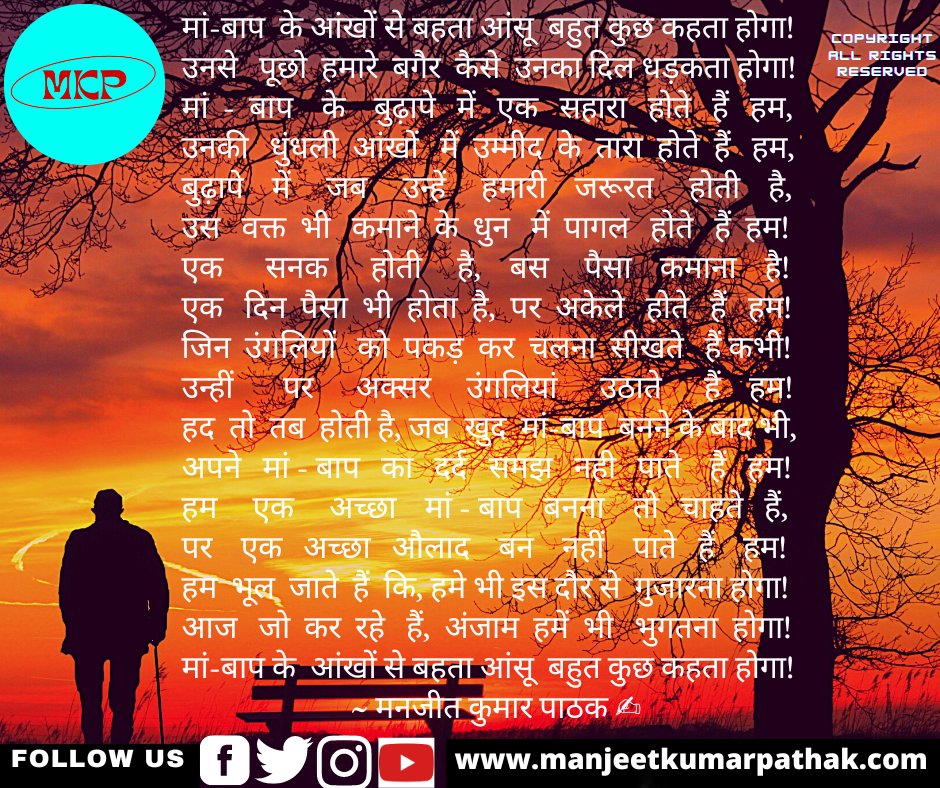 MKP
COPYRIGHT
ALL RIGHTS
RESERVED
मां-बाप के आंखों से बहता आंसू बहुत कुछ कहता होगा!
उनसे पूछो हमारे बगैर कैसे उनका दिल धड़कता होगा!
मां - बाप के बुढ़ापे में एक सहारा होते हैं हम,
उनकी धुंधली आंखों में उम्मीद के तारा होते हैं हम,
बुढ़ापे में जब उन्हें हमारी जरूरत होती है,
उस वक्त भी कमाने के धुन में पागल होते हैं हम!
एक सनक होती है, बस पैसा कमाना है!
एक दिन पैसा भी होता है, पर अकेले होते हैं हम!
जिन उंगलियों को पकड़ कर चलना सीखते हैं कभी!
उन्हीं पर अक्सर उंगलियां उठाते हैं हम!
हद तो तब होती है, जब खुद मां-बाप बनने के बाद भी,
अपने मां - बाप का दर्द समझ नही पाते हैं हम!
हम एक अच्छा मां - बाप बनना तो चाहते हैं,
पर एक अच्छा औलाद बन नहीं पाते हैं हम!
हम भूल जाते हैं कि, हमे भी इस दौर से गुजारना होगा!
आज जो कर रहे हैं, अंजाम हमें भी भुगतना होगा!
मां-बाप के आंखों से बहता आंसू बहुत कुछ कहता होगा!
~ मनजीत कुमार पाठक ✍
FOLLOW US
www.manjeetkumarpathak.com